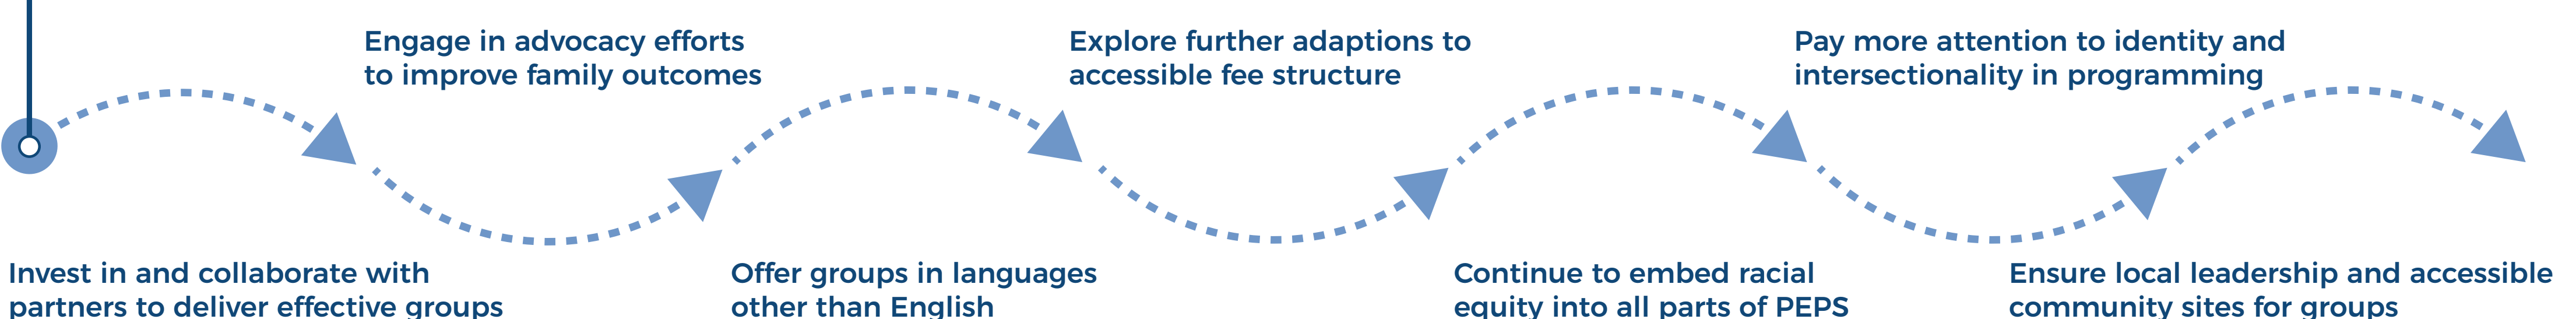 Invest in and collaborate with
partners to deliver effective groups
Engage in advocacy efforts
to improve family outcomes
Offer groups in languages
other than English
Explore further adaptions to
accessible fee structure
Continue to embed racial
equity into all parts of PEPS
Pay more attention to identity and
intersectionality in programming
Ensure local leadership and accessible
community sites for groups